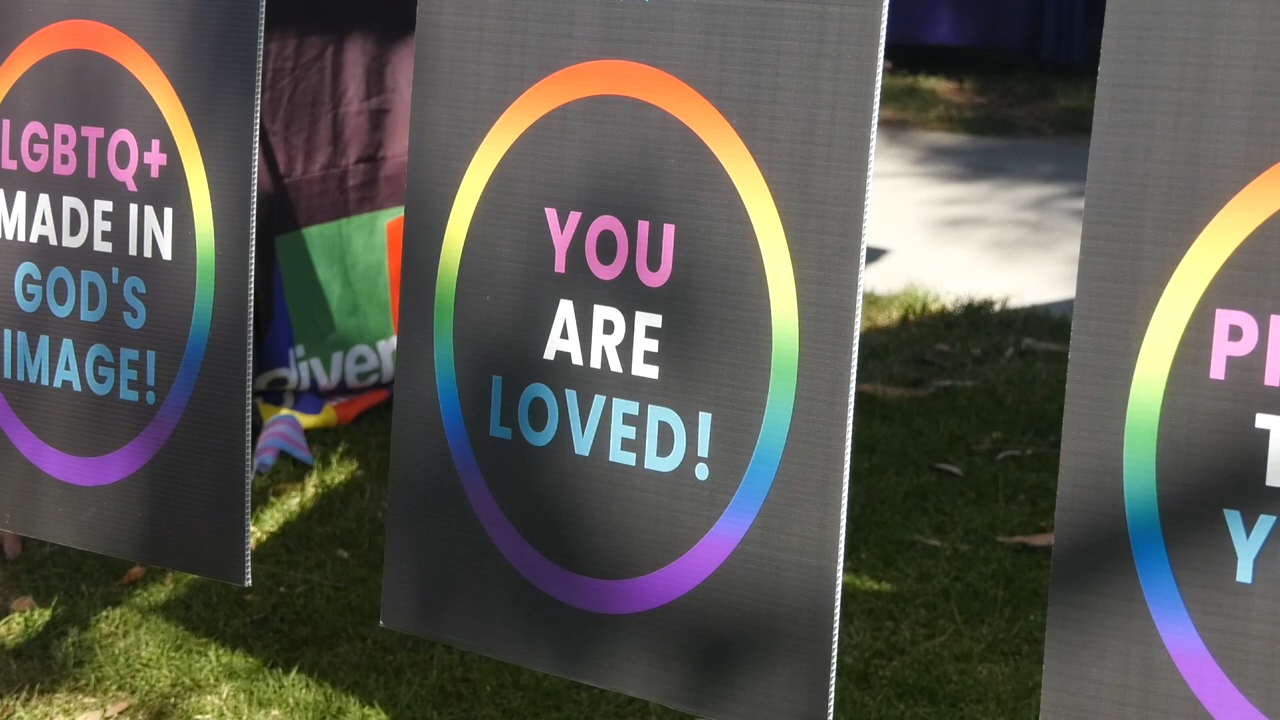 LGBTQ+
MADE IN
GOD'S
IMAGE!
diver
YOU
ARE
LOVED!
P
T
Y